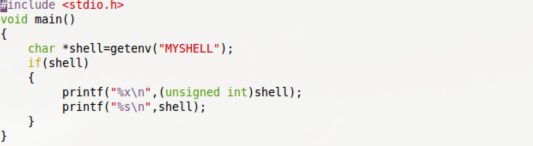 #include <stdio.h>
void main()
{
    char *shell=getenv("MYSHELL");
    if(shell)
    {
         printf("%x\n",(unsigned int)shell);
         printf("%s\n",shell);
    }
}